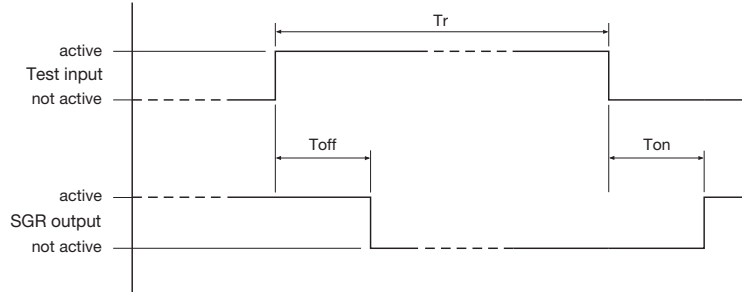 Tr
active
Test input
not active
Toff
Ton
active
SGR output
not active